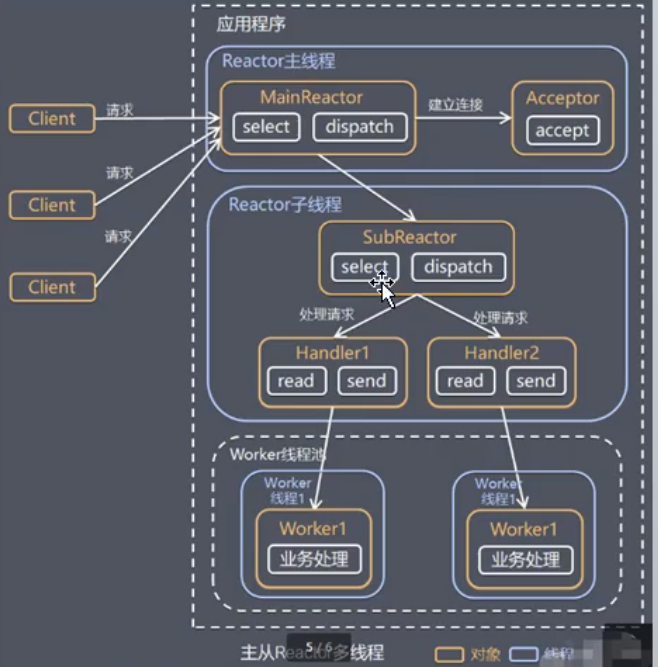 应用程序
Reactor主线程
MainReactor
select
dispatch
建立连接
Acceptor
accept
Client
请求
Client
请求
Client
请求
Reactor子线程
SubReactor
select
dispatch
处理请求
处理请求
Handler1
read
send
Handler2
read
send
Worker线程池
Worker
线程1
Worker1
业务处理
Worker
线程1
Worker1
业务处理
主从Reactor多线程
5 / 6
对象
线程